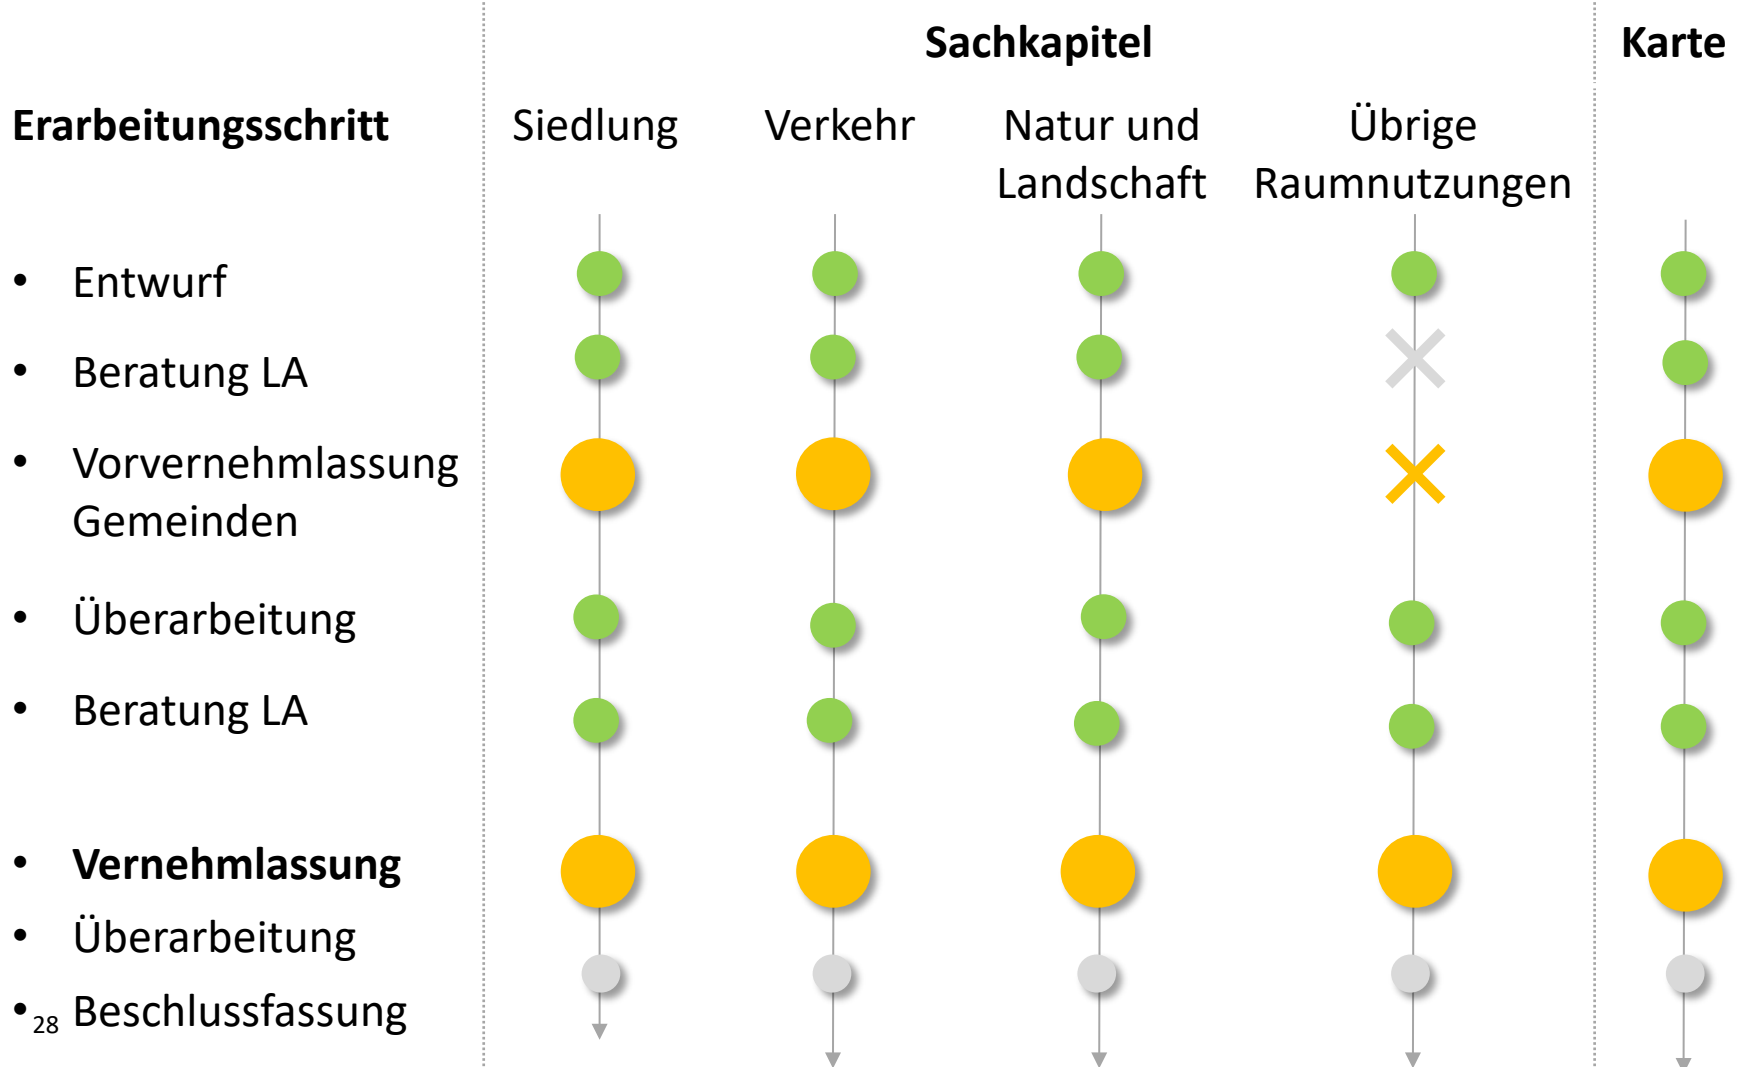 Sachkapitel Karte
Erarbeitungsschritt Siedlung Verkehr Natur und Übrige
Landschaft Raumnutzungen
• Entwurf
• Beratung LA
• Vorvernehmlassung
Gemeinden
• Überarbeitung
• Beratung LA
• Vernehmlassung
• Überarbeitung
• 28 Beschlussfassung